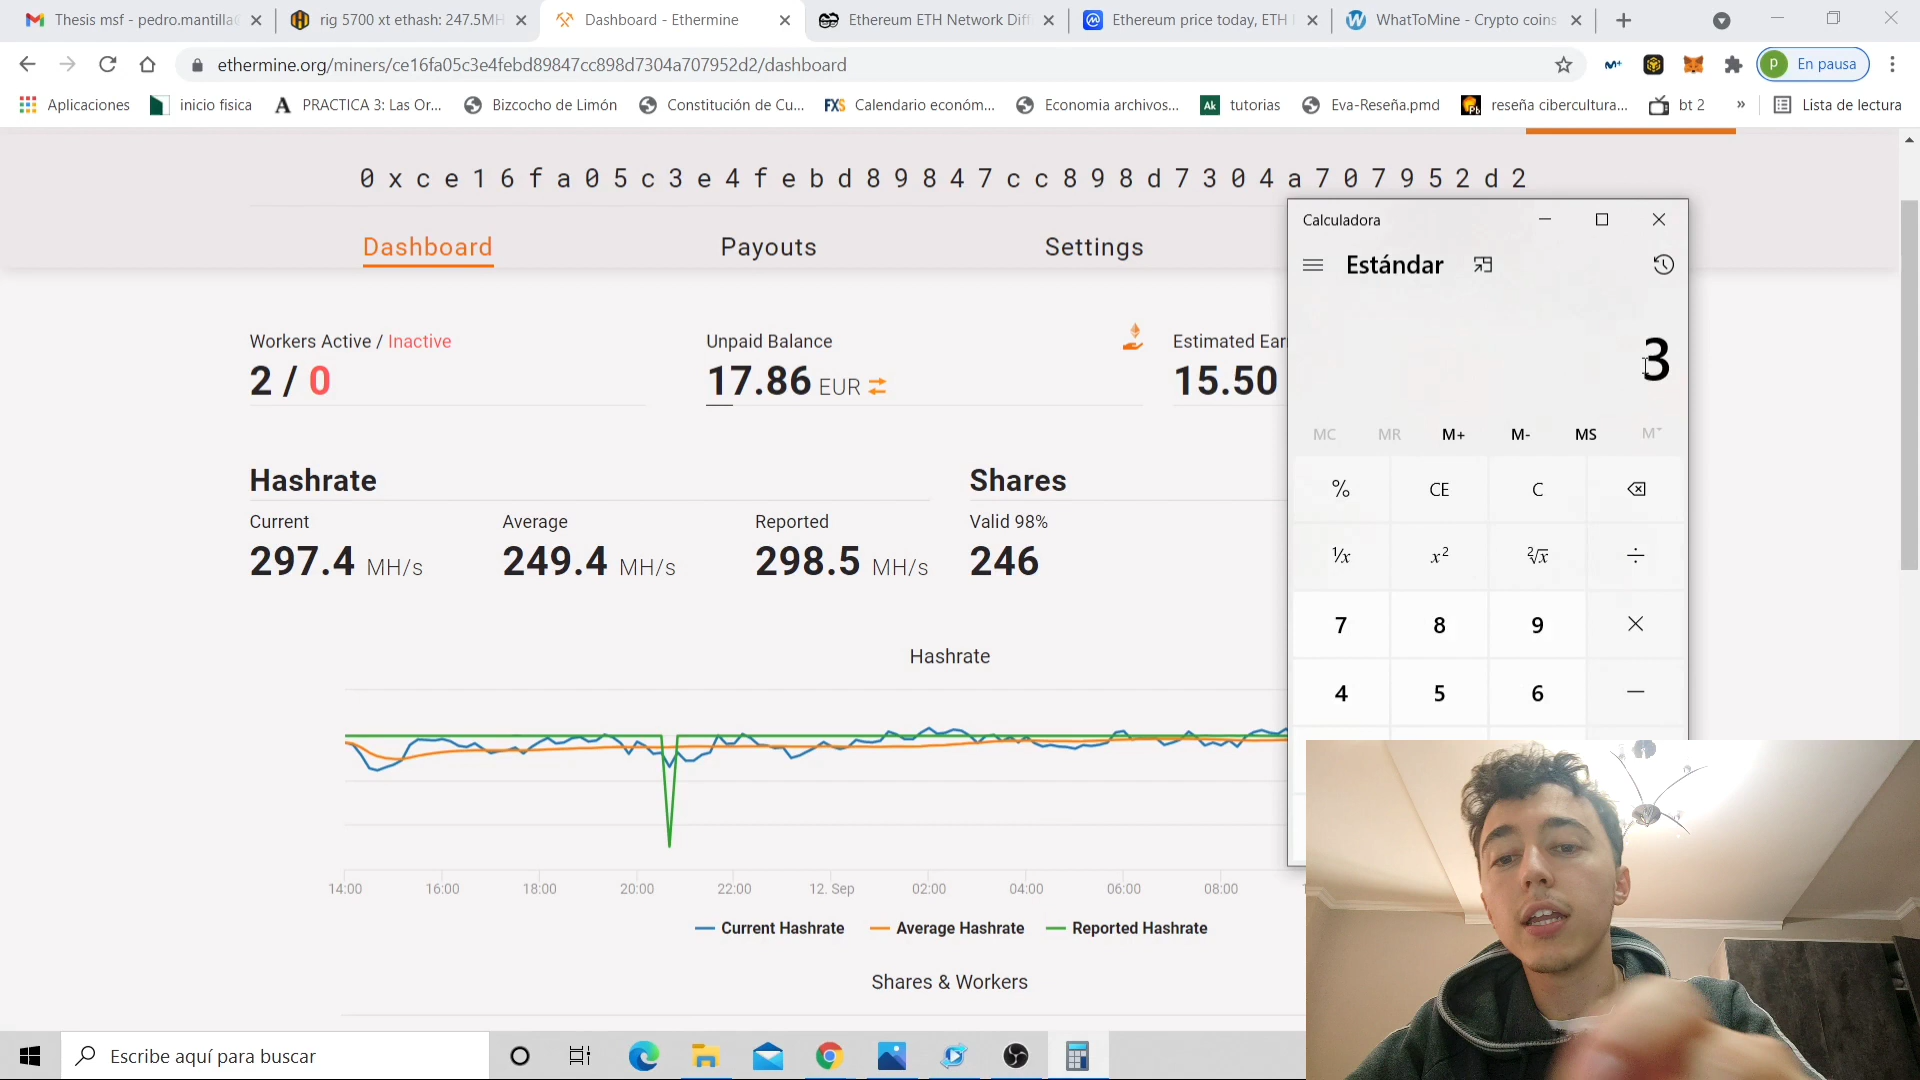 Thesis msf - pedro.mantilla
rig 5700 xt ethash: 247.5MH
Dashboard - Ethermine
Ethereum ETH Network Diff
Ethereum price today, ETH
WhatToMine - Crypto coins
ethermine.org/miners/ce16fa05c3e4febd89847cc898d7304a707952d2/dashboard
P En pausa
Aplicaciones
inicio fisica
PRACTICA 3: Las Or...
Bizcocho de Limón
Constitución de Cu...
FXS Calendario económ...
Economia archivos...
Ak tutorias
Eva-Reseña.pmd
reseña cibercultura...
bt 2
»
Lista de lectura
0xce16fa05c3e4febd89847cc898d7304a707952d2
Dashboard
Payouts
Settings
Workers Active / Inactive
2 / 0
Unpaid Balance
17.86 EUR
Estimated Ear
15.50
Hashrate
Current
297.4 MH/s
Average
249.4 MH/s
Reported
298.5 MH/s
Shares
Valid 98%
246
Hashrate
14:00 16:00 18:00 20:00 22:00 12. Sep 02:00 04:00 06:00 08:00
Current Hashrate Average Hashrate Reported Hashrate
Shares & Workers
Calculadora
Estándar
3
MC MR M+ M- MS M˅
% CE C
⅟x x² ²√x ÷
7 8 9 ×
4 5 6 −
Escribe aquí para buscar